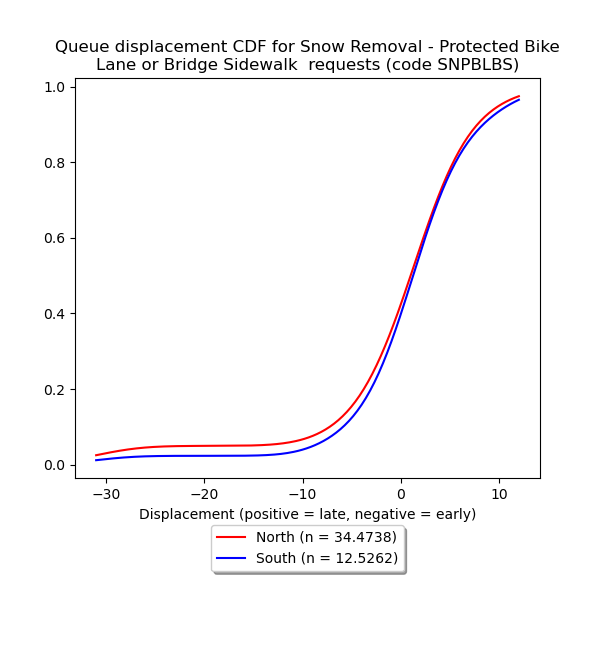 Queue displacement CDF for Snow Removal - Protected Bike
Lane or Bridge Sidewalk  requests (code SNPBLBS)
1.0
0.8
0.6
0.4
0.2
0.0
−30 −20 −10 0 10
Displacement (positive = late, negative = early)
North (n = 34.4738)
South (n = 12.5262)